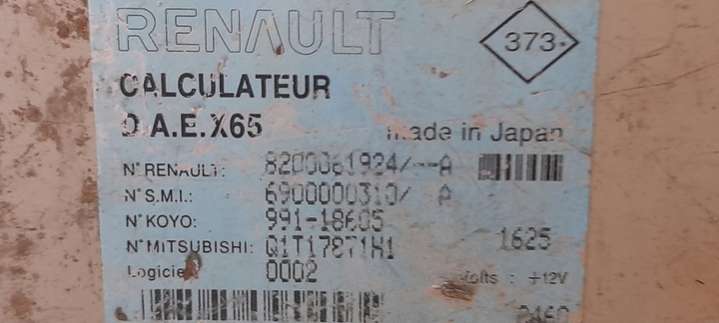 RENAULT
373
CALCULATEUR
D.A.E. X65
made in Japan
N°RENAULT: 8200061924/--A
N°S.M.I.: 6900000310/ A
N°KOYO: 991-18605
N°MITSUBISHI: Q1T17871H1 1625
Logiciel 0002 Volts : +12V